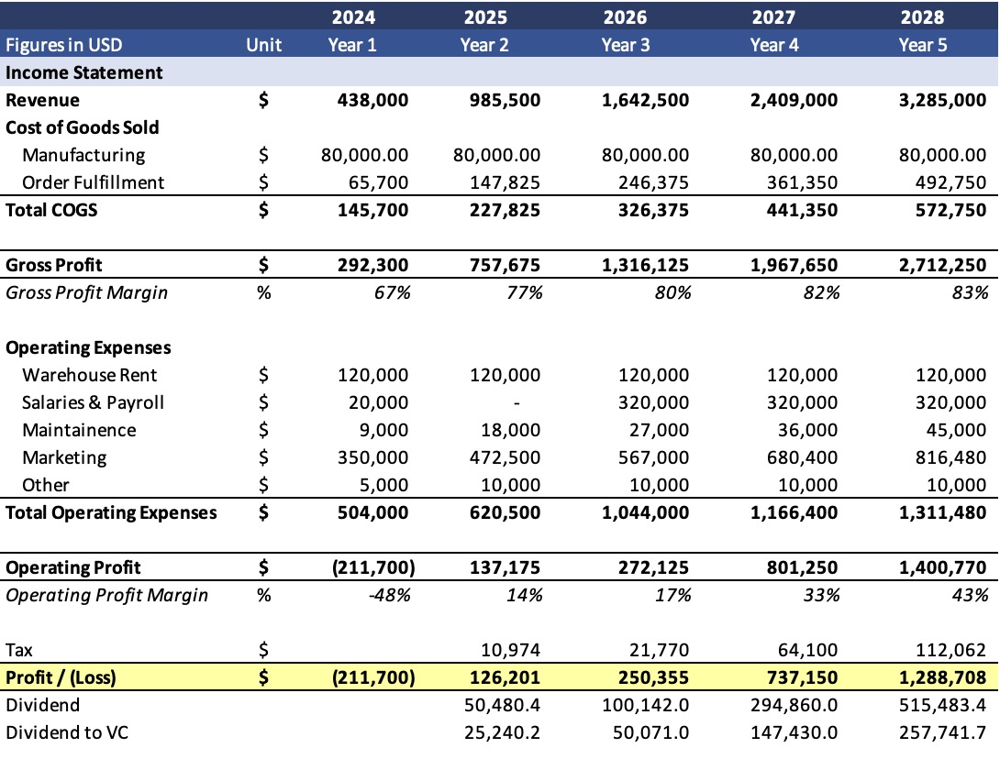 2024 2025 2026 2027 2028
Figures in USD Unit Year 1 Year 2 Year 3 Year 4 Year 5
Income Statement
Revenue $ 438,000 985,500 1,642,500 2,409,000 3,285,000
Cost of Goods Sold
Manufacturing $ 80,000.00 80,000.00 80,000.00 80,000.00 80,000.00
Order Fulfillment $ 65,700 147,825 246,375 361,350 492,750
Total COGS $ 145,700 227,825 326,375 441,350 572,750
Gross Profit $ 292,300 757,675 1,316,125 1,967,650 2,712,250
Gross Profit Margin % 67% 77% 80% 82% 83%
Operating Expenses
Warehouse Rent $ 120,000 120,000 120,000 120,000 120,000
Salaries & Payroll $ 20,000 - 320,000 320,000 320,000
Maintainence $ 9,000 18,000 27,000 36,000 45,000
Marketing $ 350,000 472,500 567,000 680,400 816,480
Other $ 5,000 10,000 10,000 10,000 10,000
Total Operating Expenses $ 504,000 620,500 1,044,000 1,166,400 1,311,480
Operating Profit $ (211,700) 137,175 272,125 801,250 1,400,770
Operating Profit Margin % -48% 14% 17% 33% 43%
Tax $ 10,974 21,770 64,100 112,062
Profit / (Loss) $ (211,700) 126,201 250,355 737,150 1,288,708
Dividend 50,480.4 100,142.0 294,860.0 515,483.4
Dividend to VC 25,240.2 50,071.0 147,430.0 257,741.7